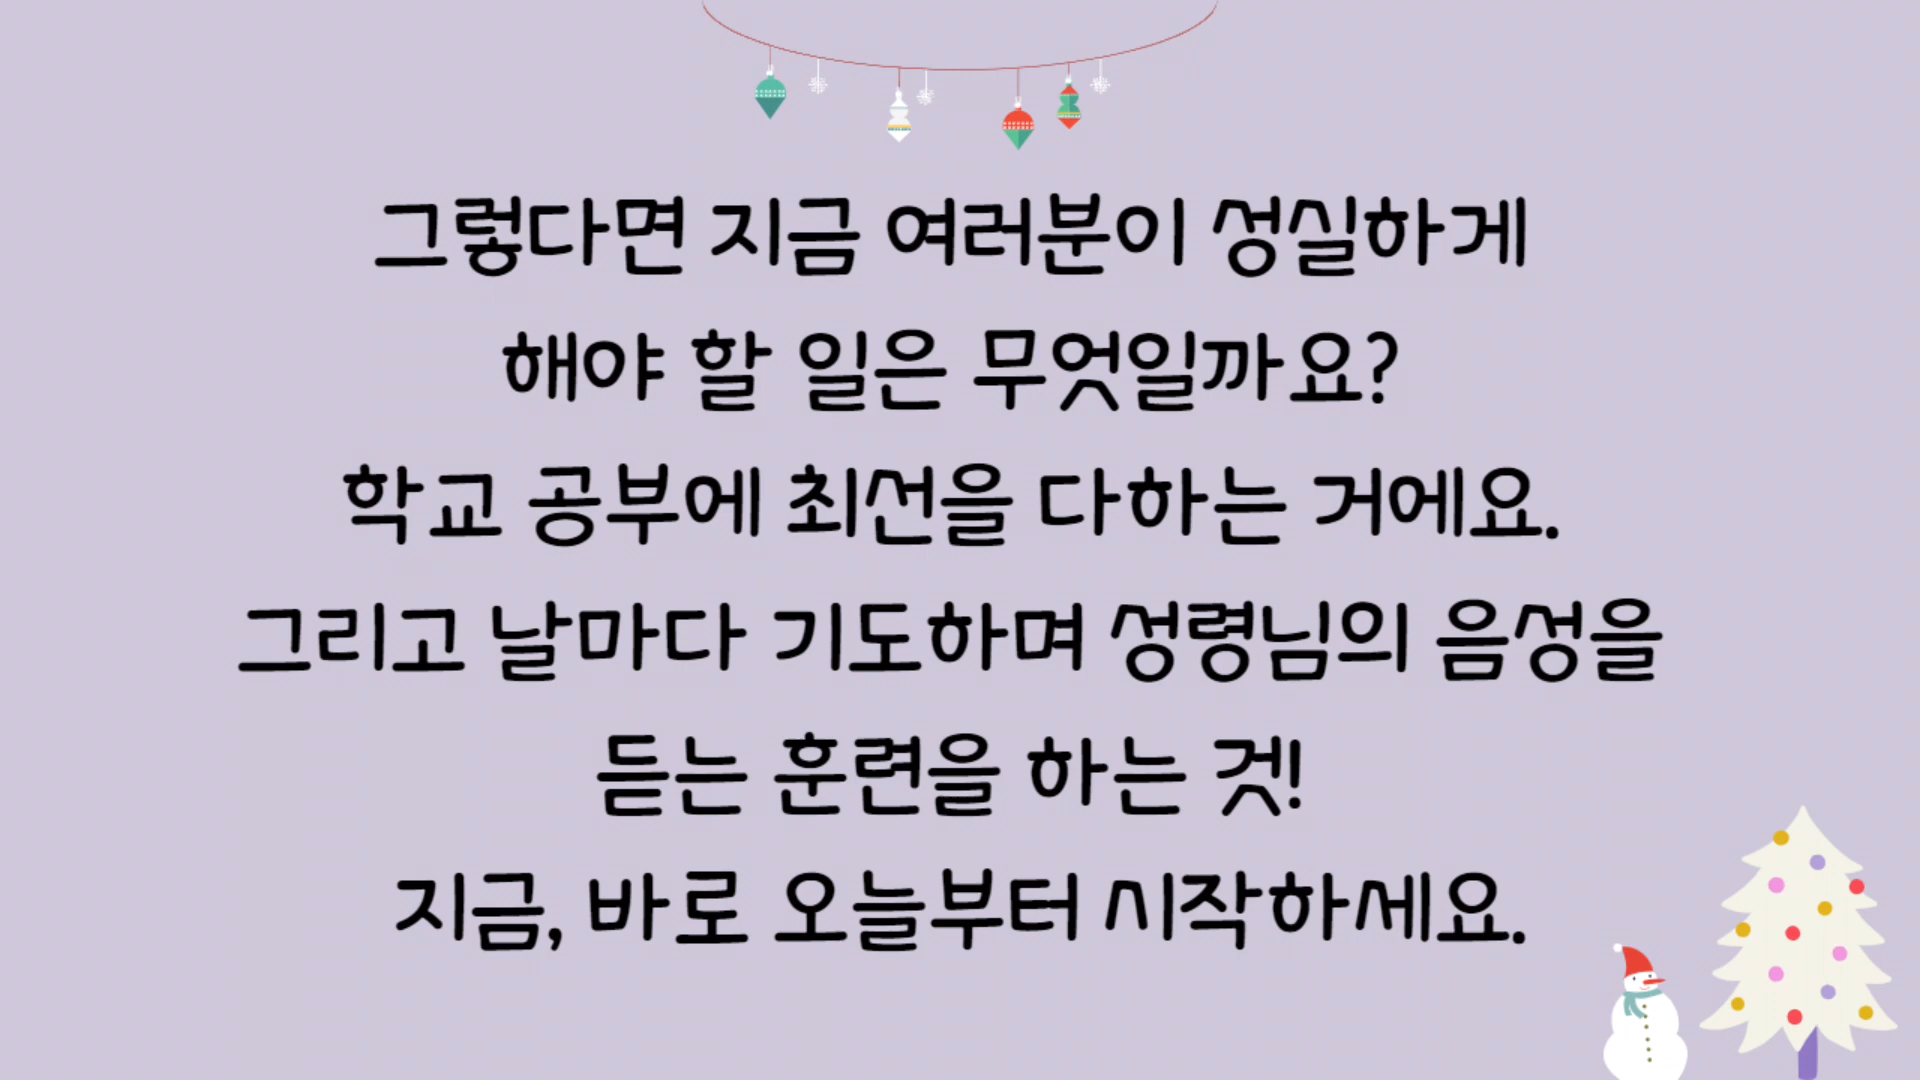 그렇다면 지금 여러분이 성실하게
해야 할 일은 무엇일까요?
학교 공부에 최선을 다하는 거에요.
그리고 날마다 기도하며 성령님의 음성을
듣는 훈련을 하는 것!
지금, 바로 오늘부터 시작하세요.